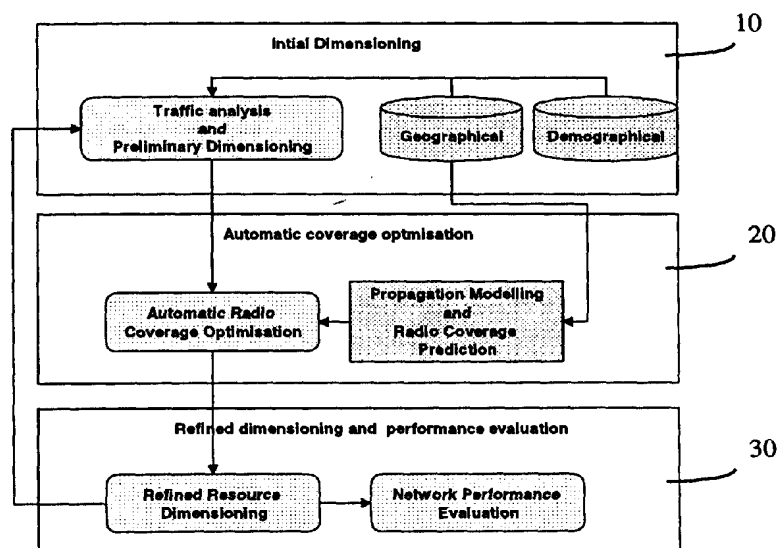 10
Intial Dimensioning
Traffic analysis
and
Preliminary Dimensioning
Geographical
Demographical
20
Automatic coverage optmisation
Automatic Radio
Coverage Optimisation
Propagation Modelling
and
Radio Coverage
Prediction
30
Refined dimensioning and performance evaluation
Refined Resource
Dimensioning
Network Performance
Evaluation